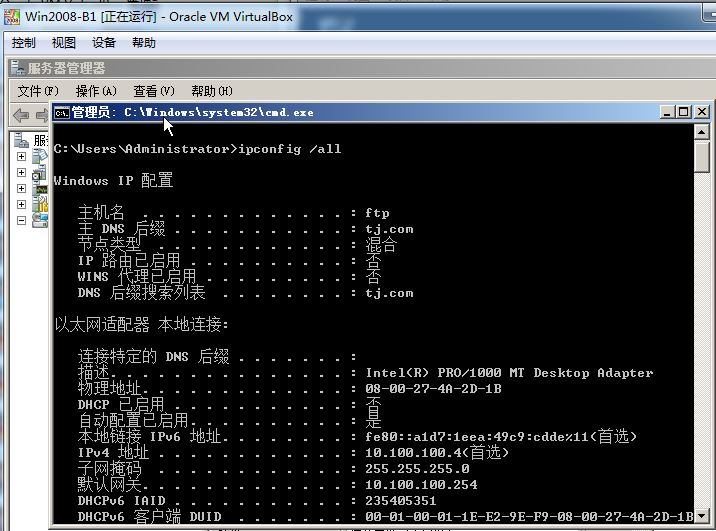 Win2008-B1 [正在运行] - Oracle VM VirtualBox
控制 视图 设备 帮助
服务器管理器
文件(F) 操作(A) 查看(V) 帮助(H)
管理员: C:\Windows\system32\cmd.exe
C:\Users\Administrator>ipconfig /all
Windows IP 配置
主机名 . . . . . . . . . . . . . : ftp
主 DNS 后缀 . . . . . . . . . . . : tj.com
节点类型 . . . . . . . . . . . . : 混合
IP 路由已启用 . . . . . . . . . . : 否
WINS 代理已启用 . . . . . . . . . : 否
DNS 后缀搜索列表 . . . . . . . . : tj.com
以太网适配器 本地连接:
连接特定的 DNS 后缀 . . . . . . . :
描述. . . . . . . . . . . . . . . : Intel(R) PRO/1000 MT Desktop Adapter
物理地址. . . . . . . . . . . . . : 08-00-27-4A-2D-1B
DHCP 已启用 . . . . . . . . . . . : 否
自动配置已启用. . . . . . . . . . : 是
本地链接 IPv6 地址. . . . . . . . : fe80::a1d7:1eea:49c9:cdde%11(首选)
IPv4 地址 . . . . . . . . . . . . : 10.100.100.4(首选)
子网掩码 . . . . . . . . . . . . : 255.255.255.0
默认网关. . . . . . . . . . . . . : 10.100.100.254
DHCPv6 IAID . . . . . . . . . . . : 235405351
DHCPv6 客户端 DUID . . . . . . . : 00-01-00-01-1E-E2-9E-F9-08-00-27-4A-2D-1B